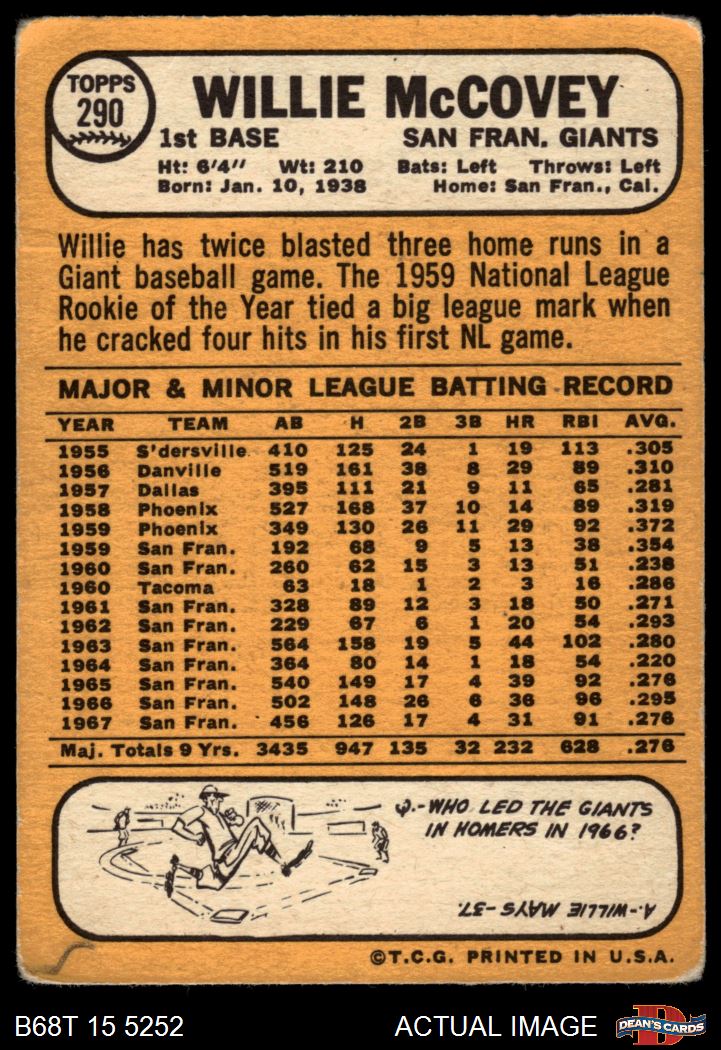 TOPPS
290
WILLIE McCOVEY
1st BASE SAN FRAN. GIANTS
Ht: 6'4" Wt: 210 Bats: Left Throws: Left
Born: Jan. 10, 1938 Home: San Fran., Cal.
Willie has twice blasted three home runs in a
Giant baseball game. The 1959 National League
Rookie of the Year tied a big league mark when
he cracked four hits in his first NL game.
MAJOR & MINOR LEAGUE BATTING RECORD
YEAR TEAM AB H 2B 3B HR RBI AVG.
1955 S'dersville 410 125 24 1 19 113 .305
1956 Danville 519 161 38 8 29 89 .310
1957 Dallas 395 111 21 9 11 65 .281
1958 Phoenix 527 168 37 10 14 89 .319
1959 Phoenix 349 130 26 11 29 92 .372
1959 San Fran. 192 68 9 5 13 38 .354
1960 San Fran. 260 62 15 3 13 51 .238
1960 Tacoma 63 18 1 2 3 16 .286
1961 San Fran. 328 89 12 3 18 50 .271
1962 San Fran. 229 67 6 1 20 54 .293
1963 San Fran. 564 158 19 5 44 102 .280
1964 San Fran. 364 80 14 1 18 54 .220
1965 San Fran. 540 149 17 4 39 92 .276
1966 San Fran. 502 148 26 6 36 96 .295
1967 San Fran. 456 126 17 4 31 91 .276
Maj. Totals 9 Yrs. 3435 947 135 32 232 628 .276
Q.-WHO LED THE GIANTS
IN HOMERS IN 1966?
A.-WILLIE MAYS-37.
©T.C.G. PRINTED IN U.S.A.
B68T 15 5252 ACTUAL IMAGE
D
DEAN'S CARDS